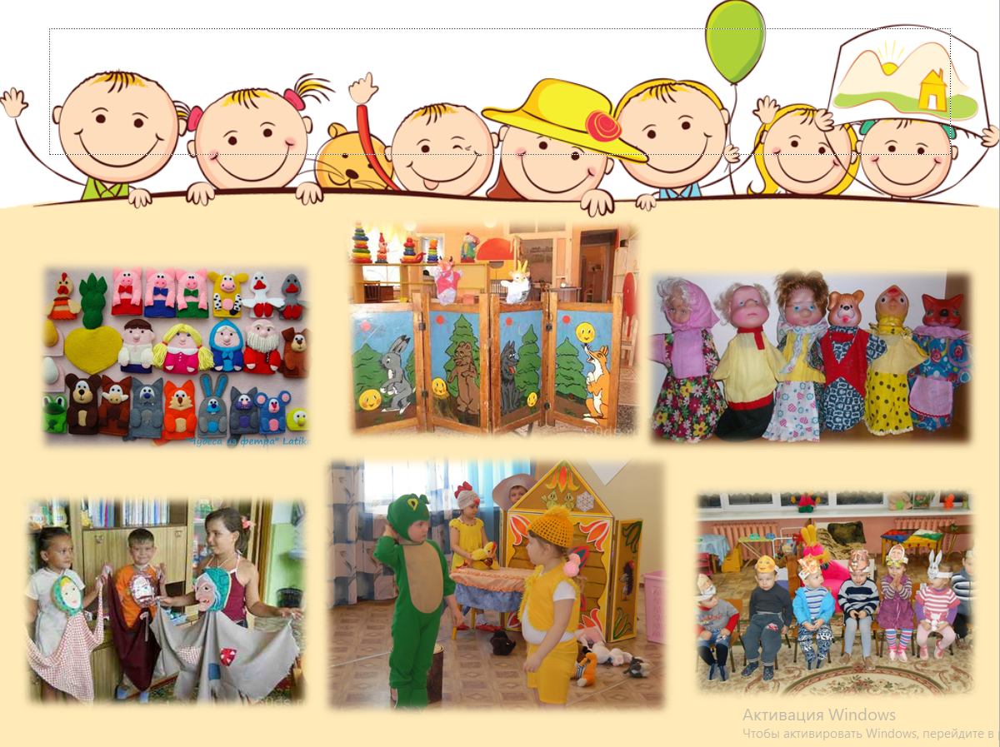 "Чудеса из фетра" Latik
Активация Windows
Чтобы активировать Windows, перейдите в